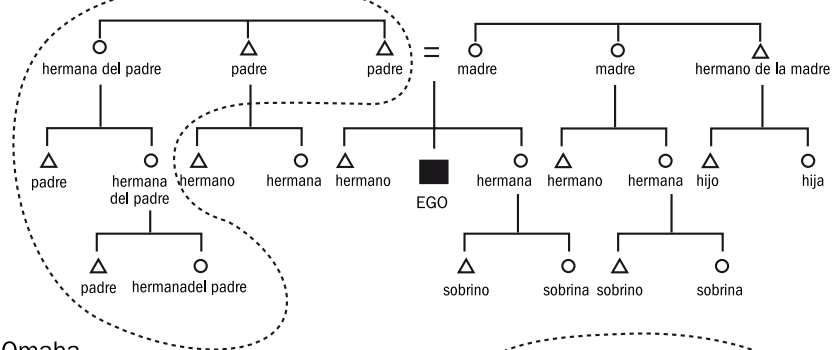 hermana del padre padre padre = madre madre hermano de la madre
padre hermana del padre hermano hermana hermano EGO hermana hermano hermana hijo hija
padre hermanadel padre sobrino sobrina sobrino sobrina
Omaha